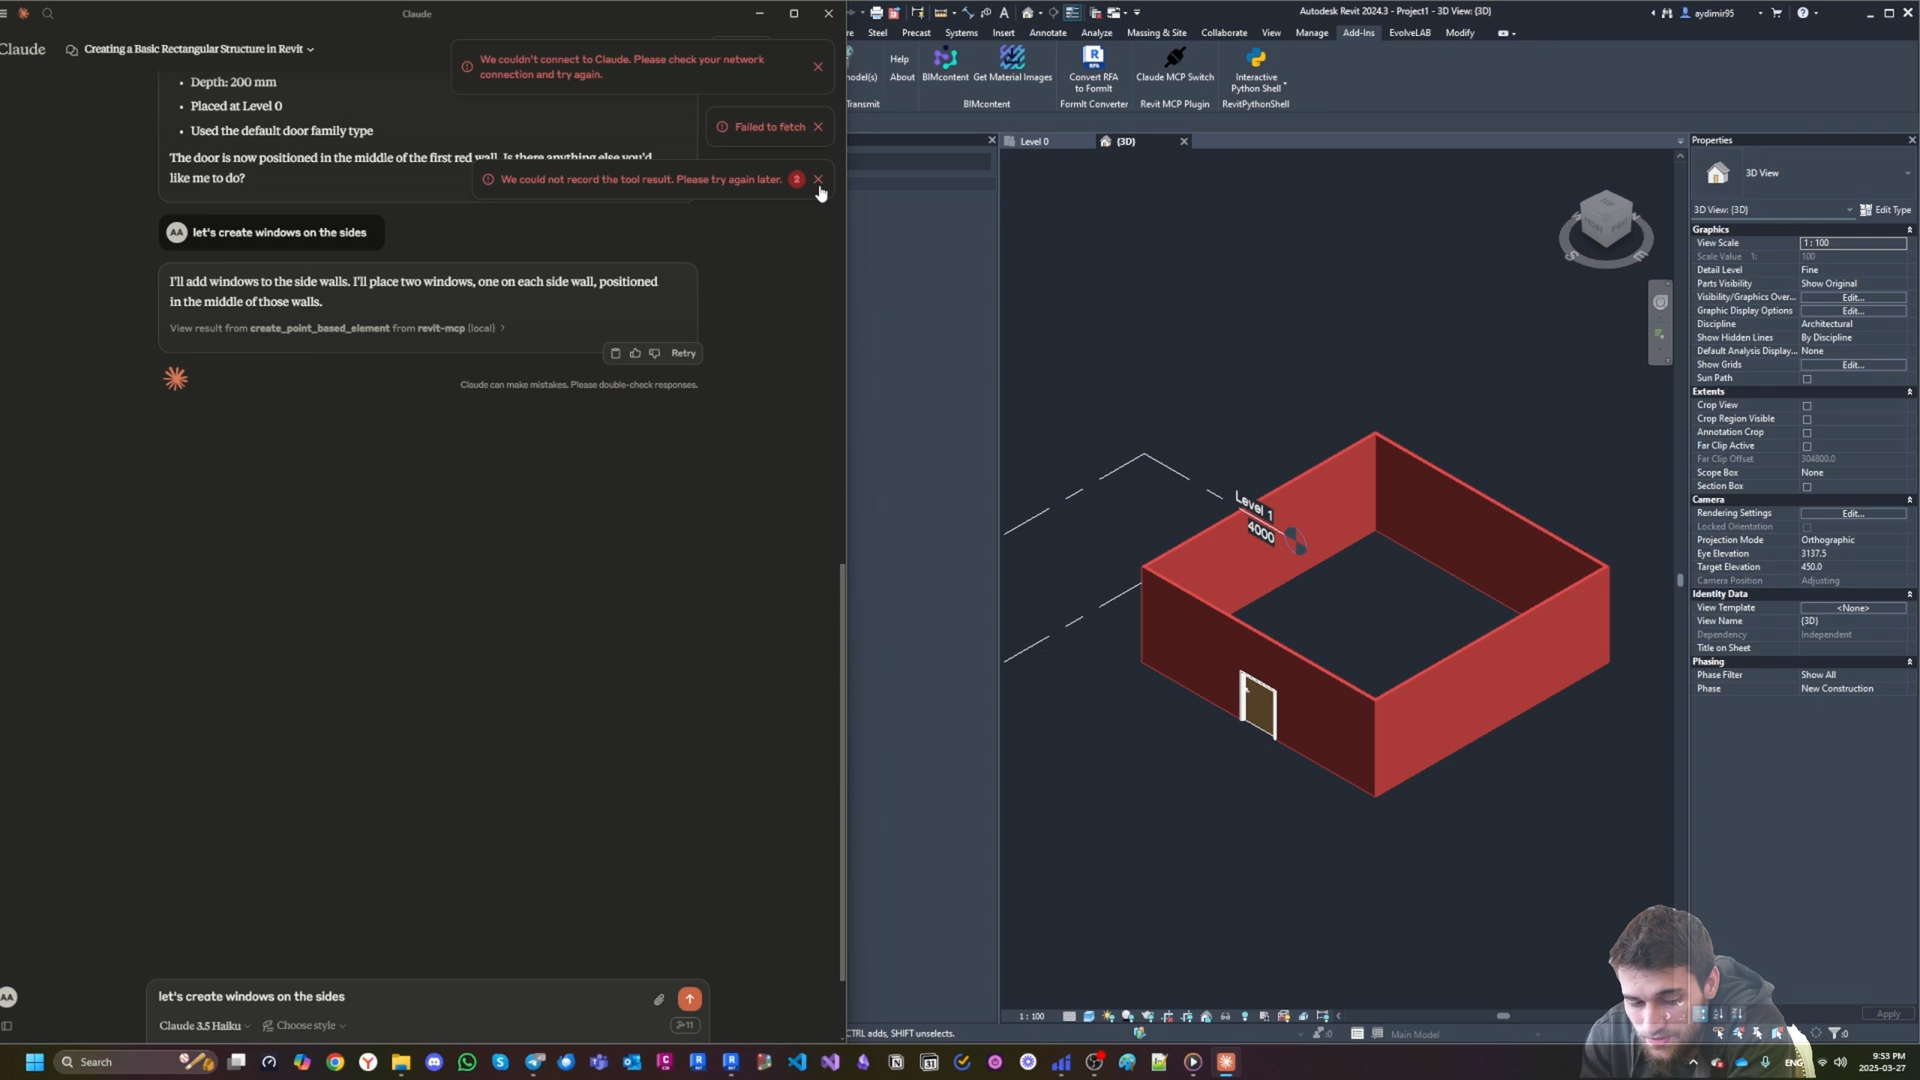 Claude
Claude
Creating a Basic Rectangular Structure in Revit
We couldn't connect to Claude. Please check your network
connection and try again.
Failed to fetch
We could not record the tool result. Please try again later.
2
• Depth: 200 mm
• Placed at Level 0
• Used the default door family type
The door is now positioned in the middle of the first red wall. Is there anything else you'd
like me to do?
AA
let's create windows on the sides
I'll add windows to the side walls. I'll place two windows, one on each side wall, positioned
in the middle of those walls.
View result from create_point_based_element from revit-mcp (local)
Retry
Claude can make mistakes. Please double-check responses.
let's create windows on the sides
AA
Claude 3.5 Haiku
Choose style
11
Autodesk Revit 2024.3 - Project1 - 3D View: {3D}
aydimir95
Steel Precast Systems Insert Annotate Analyze Massing & Site Collaborate View Manage Add-Ins EvolveLAB Modify
model(s)
Help
About
BIMcontent
Get Material Images
Convert RFA
to FormIt
Claude MCP Switch
Interactive
Python Shell
Transmit
BIMcontent
FormIt Converter
Revit MCP Plugin
RevitPythonShell
Level 0
{3D}
Level 1
4000
Properties
3D View
3D View: {3D}
Edit Type
Graphics
View Scale 1 : 100
Scale Value 1: 100
Detail Level Fine
Parts Visibility Show Original
Visibility/Graphics Over... Edit...
Graphic Display Options Edit...
Discipline Architectural
Show Hidden Lines By Discipline
Default Analysis Display... None
Show Grids Edit...
Sun Path
Extents
Crop View
Crop Region Visible
Annotation Crop
Far Clip Active
Far Clip Offset 304800.0
Scope Box None
Section Box
Camera
Rendering Settings Edit...
Locked Orientation
Projection Mode Orthographic
Eye Elevation 3137.5
Target Elevation 450.0
Camera Position Adjusting
Identity Data
View Template <None>
View Name {3D}
Dependency Independent
Title on Sheet
Phasing
Phase Filter Show All
Phase New Construction
Apply
1 : 100
CTRL adds, SHIFT unselects.
:0
Main Model
:0
Search
ENG
9:53 PM
2025-03-27